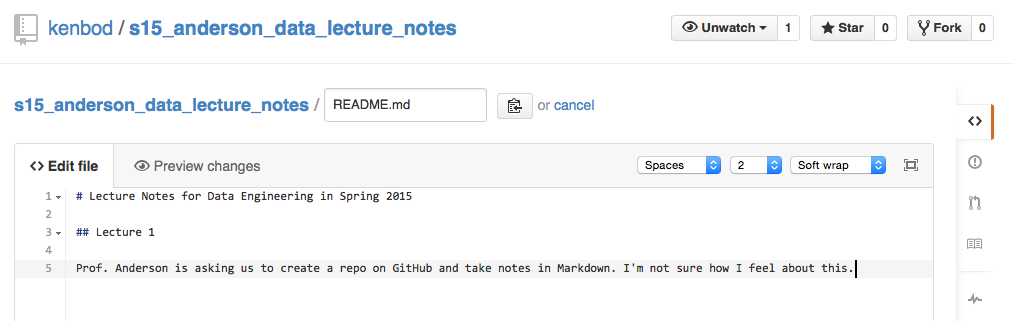 kenbod / s15_anderson_data_lecture_notes
Unwatch 1 Star 0 Fork 0
s15_anderson_data_lecture_notes / README.md or cancel
<> Edit file Preview changes Spaces 2 Soft wrap
1 # Lecture Notes for Data Engineering in Spring 2015
2
3 ## Lecture 1
4
5 Prof. Anderson is asking us to create a repo on GitHub and take notes in Markdown. I'm not sure how I feel about this.